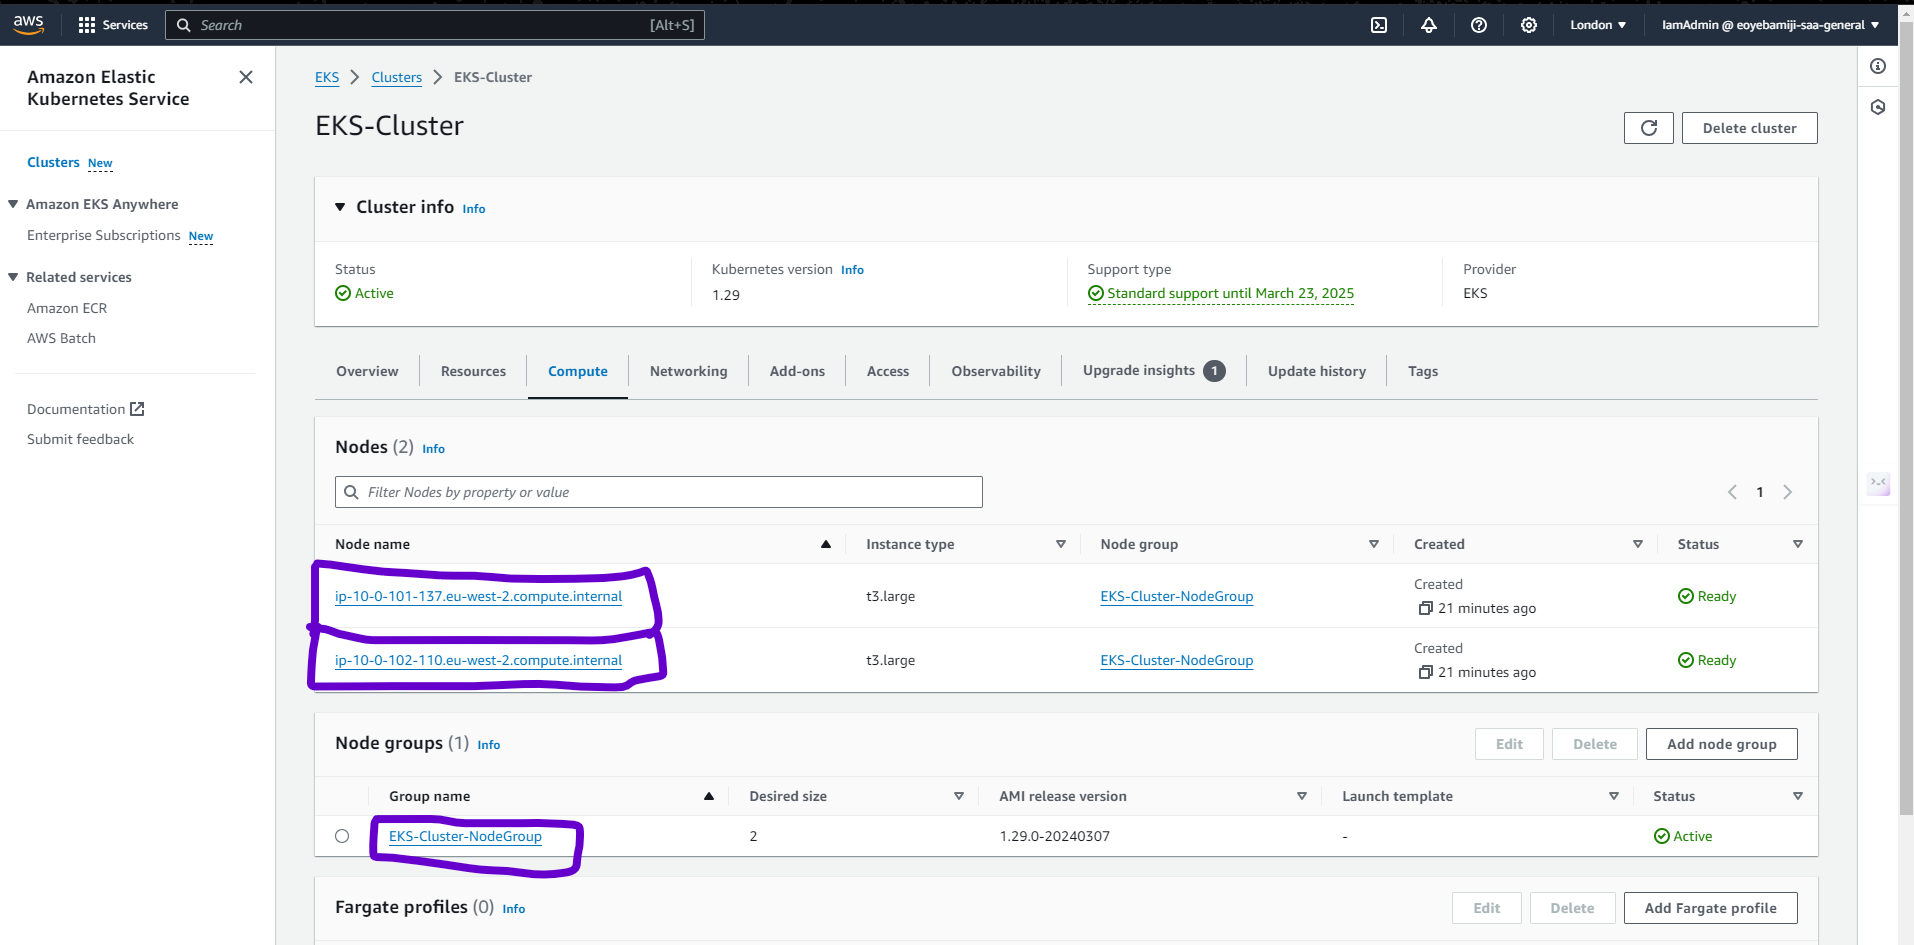 aws Services Search [Alt+S] London IamAdmin @ eoyebamiji-saa-general
Amazon Elastic
Kubernetes Service
Clusters New
Amazon EKS Anywhere
Enterprise Subscriptions New
Related services
Amazon ECR
AWS Batch
Documentation
Submit feedback
EKS Clusters EKS-Cluster
EKS-Cluster
Delete cluster
Cluster info Info
Status Kubernetes version Info Support type Provider
Active 1.29 Standard support until March 23, 2025 EKS
Overview Resources Compute Networking Add-ons Access Observability Upgrade insights 1 Update history Tags
Nodes (2) Info
Filter Nodes by property or value 1
Node name Instance type Node group Created Status
Created
ip-10-0-101-137.eu-west-2.compute.internal t3.large EKS-Cluster-NodeGroup 21 minutes ago Ready
Created
ip-10-0-102-110.eu-west-2.compute.internal t3.large EKS-Cluster-NodeGroup 21 minutes ago Ready
Node groups (1) Info Edit Delete Add node group
Group name Desired size AMI release version Launch template Status
EKS-Cluster-NodeGroup 2 1.29.0-20240307 - Active
Fargate profiles (0) Info Edit Delete Add Fargate profile